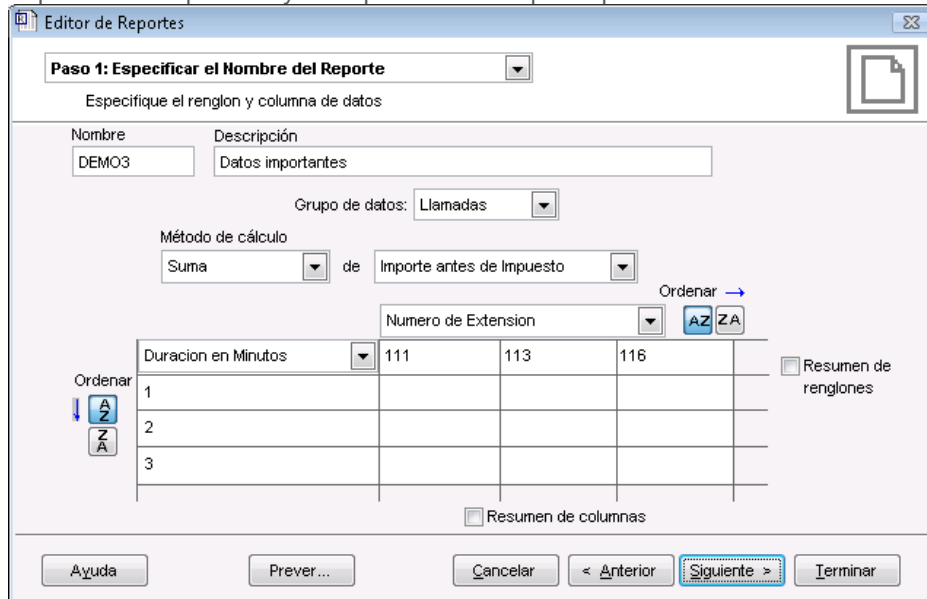 Editor de Reportes
Paso 1: Especificar el Nombre del Reporte
Especifique el renglon y columna de datos
Nombre Descripción
DEMO3 Datos importantes
Grupo de datos: Llamadas
Método de cálculo
Suma de Importe antes de Impuesto
Ordenar
Numero de Extension AZ ZA
Duracion en Minutos 111 113 116
Resumen de renglones
Ordenar
AZ
ZA
1
2
3
Resumen de columnas
Ayuda Prever... Cancelar < Anterior Siguiente > Terminar